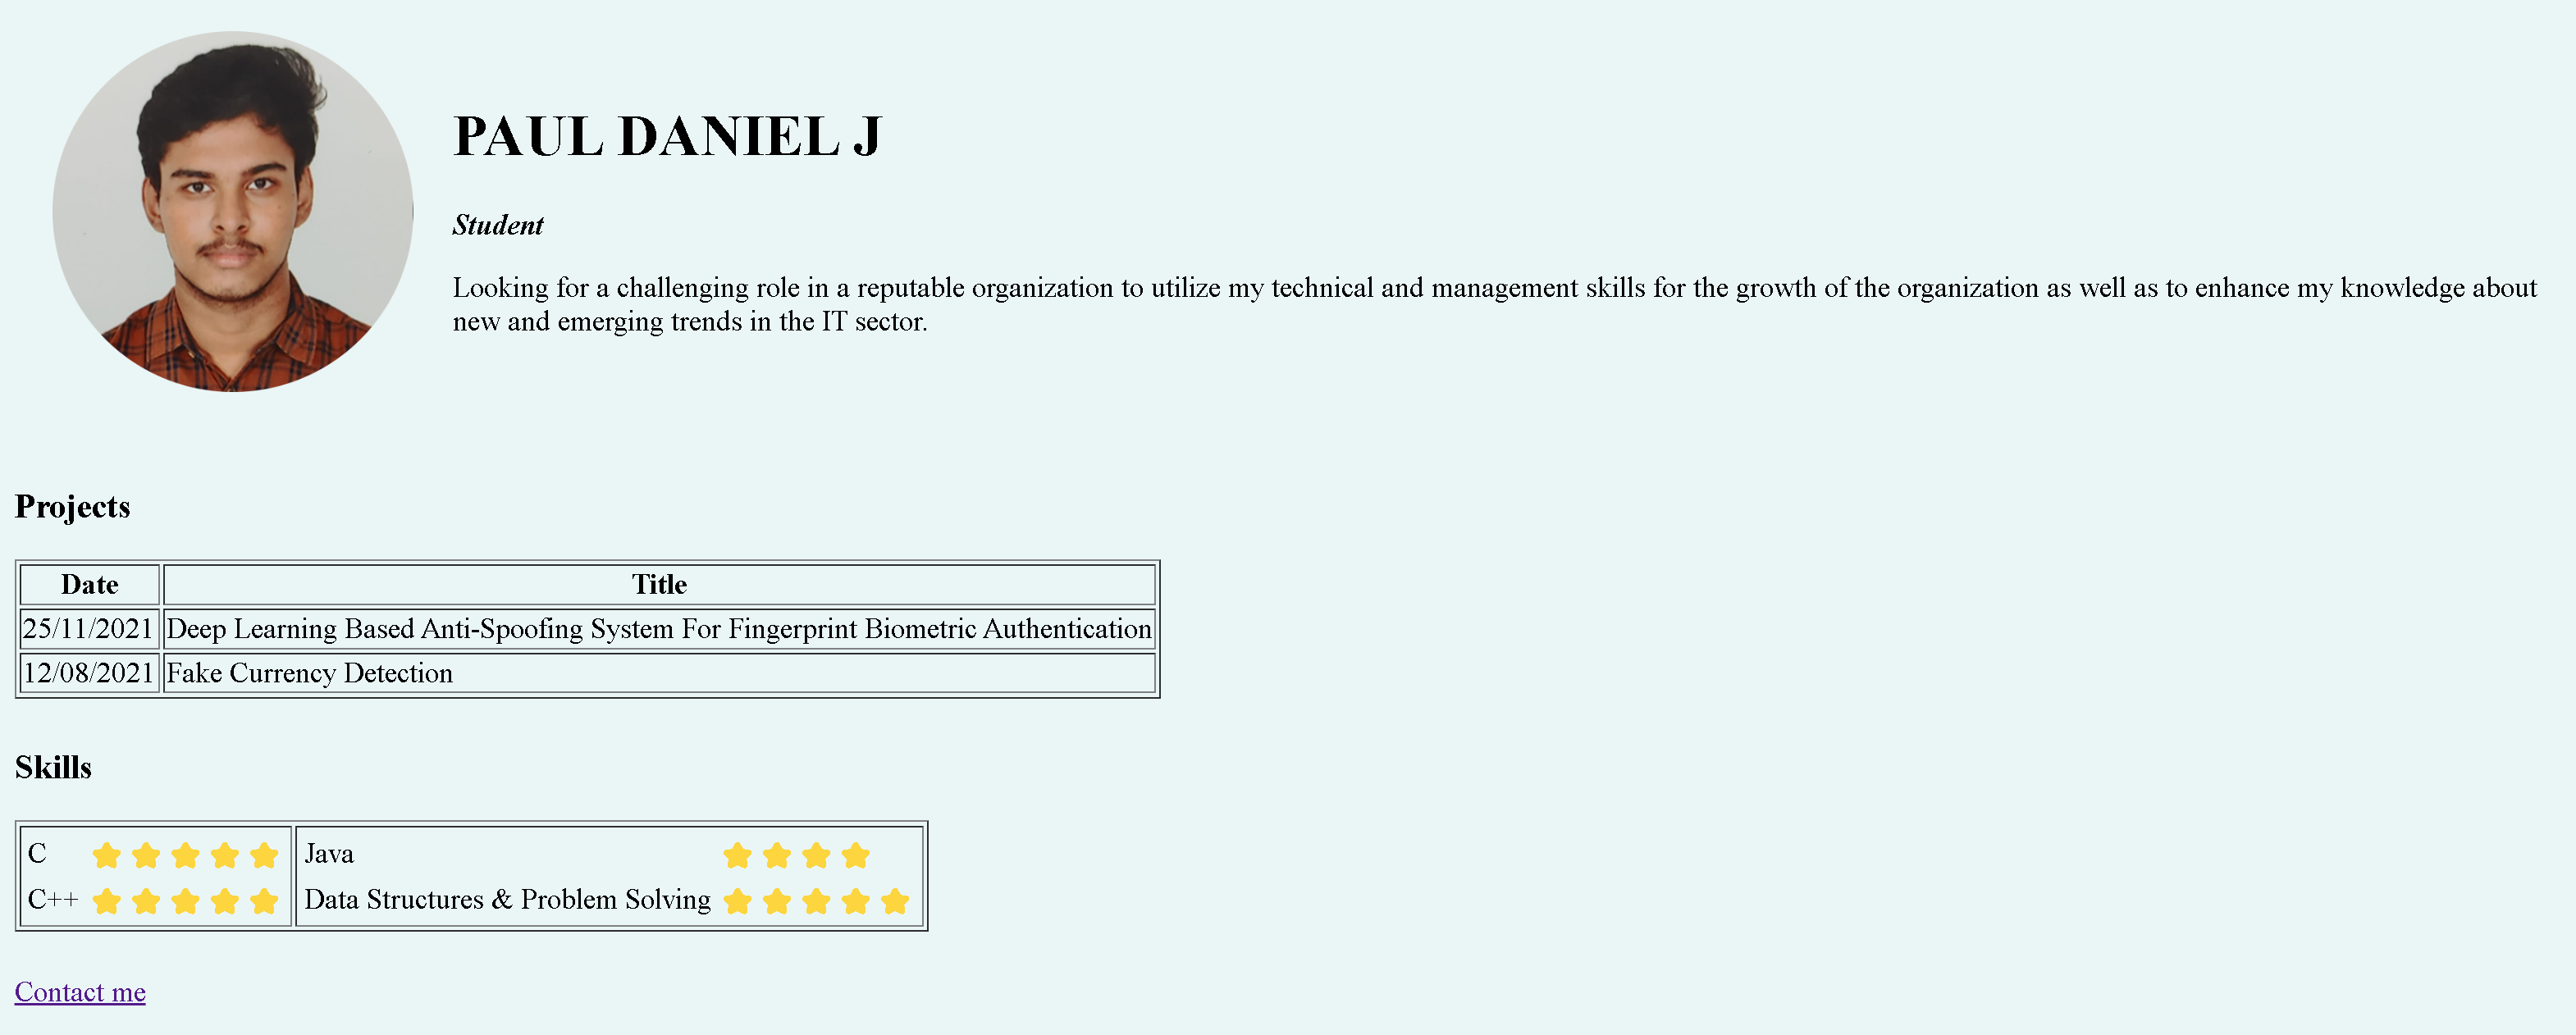 PAUL DANIEL J
Student
Looking for a challenging role in a reputable organization to utilize my technical and management skills for the growth of the organization as well as to enhance my knowledge about
new and emerging trends in the IT sector.
Projects
Date Title
25/11/2021 Deep Learning Based Anti-Spoofing System For Fingerprint Biometric Authentication
12/08/2021 Fake Currency Detection
Skills
C Java
C++ Data Structures & Problem Solving
Contact me